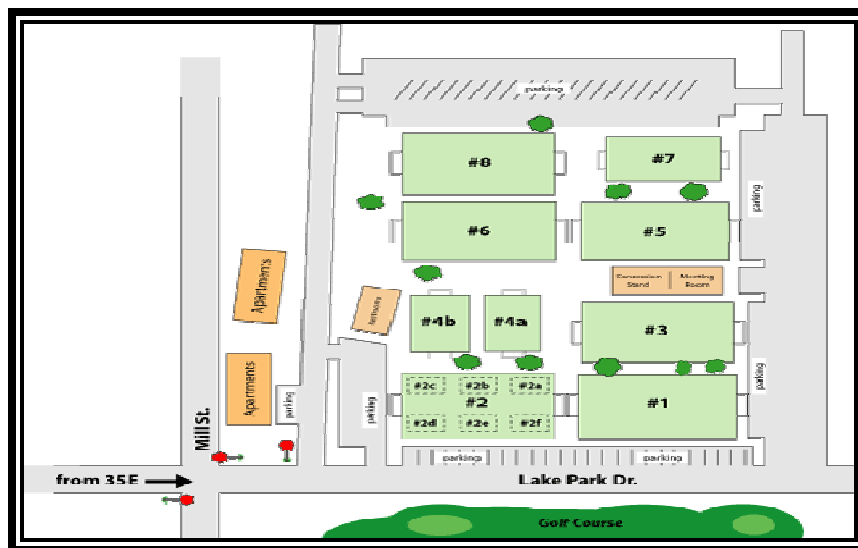 parking
#8
#7
parking
#6
#5
Apartments
Concession
Stand
Meeting
Room
#4b
#4a
#3
Apartments
parking
parking
parking
#2c
#2b
#2a
#2
#1
#2d
#2e
#2f
Mill St.
parking
parking
from 35E
Lake Park Dr.
Golf Course